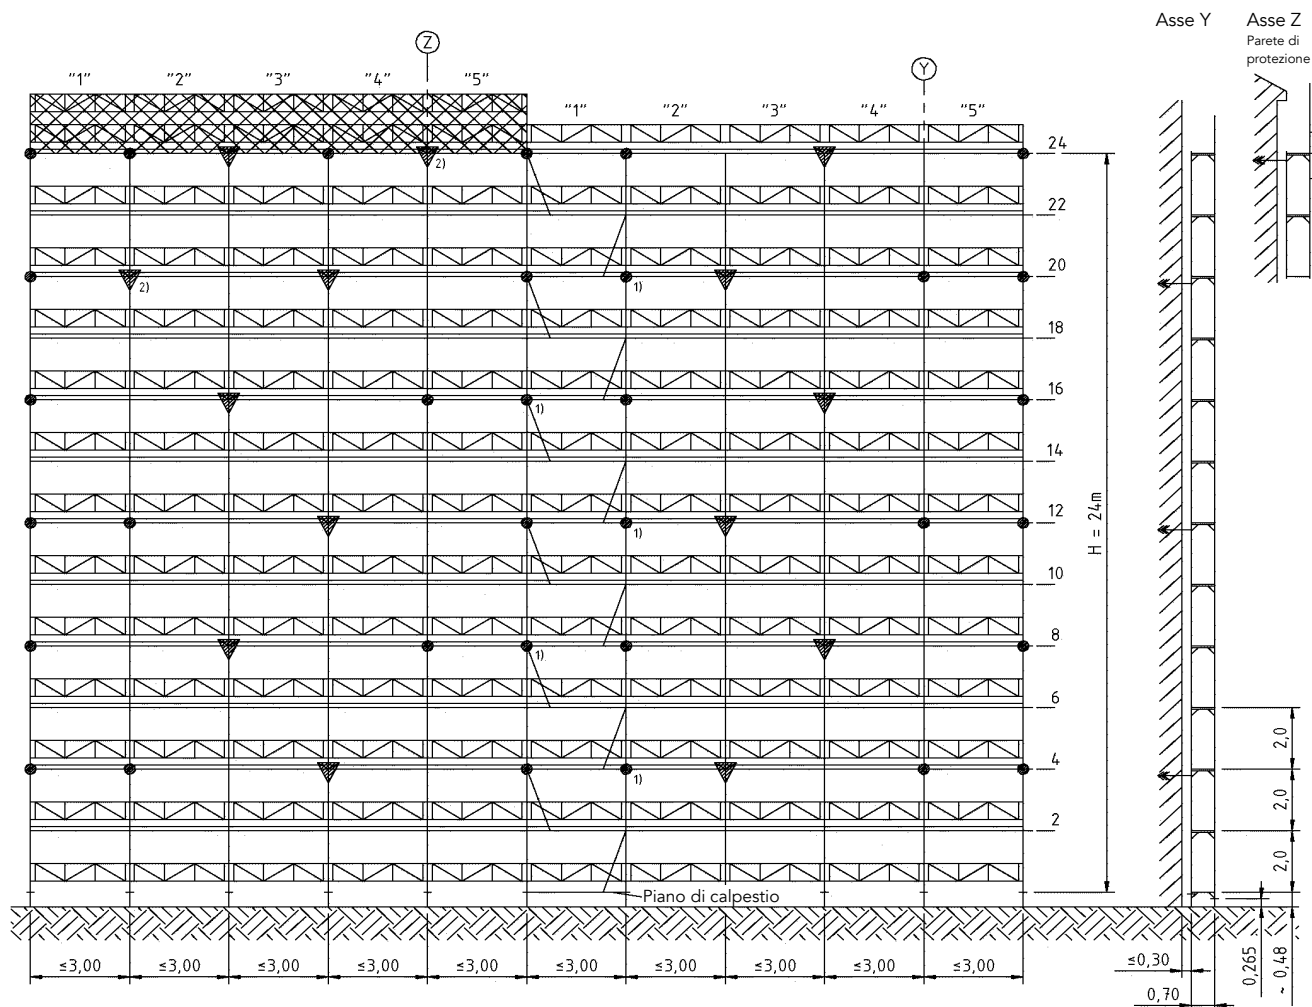 Asse Y
Asse Z
Parete di
protezione
Z
Y
"1" "2" "3" "4" "5"
"1" "2" "3" "4" "5"
24
2)
22
20
2)
1)
18
16
1)
14
12
1)
10
8
1)
6
4
1)
2
H = 24m
2,0
2,0
2,0
Piano di calpestio
≤3,00 ≤3,00 ≤3,00 ≤3,00 ≤3,00 ≤3,00 ≤3,00 ≤3,00 ≤3,00 ≤3,00
≤0,30
0,70
0,265
~ 0,48